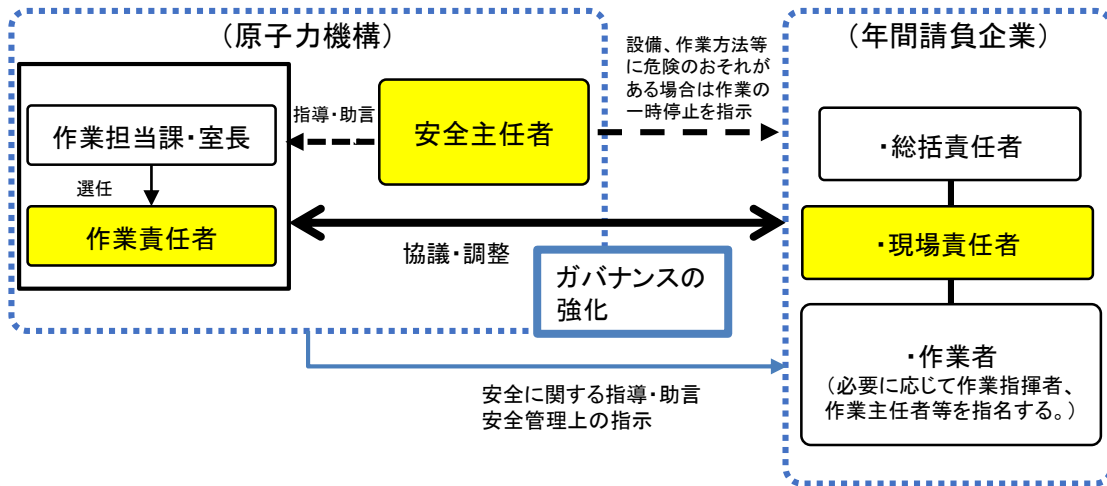 （原子力機構）
作業担当課・室長
選任
作業責任者
指導・助言
安全主任者
設備、作業方法等
に危険のおそれが
ある場合は作業の
一時停止を指示
協議・調整
ガバナンスの
強化
安全に関する指導・助言
安全管理上の指示
（年間請負企業）
・総括責任者
・現場責任者
・作業者
（必要に応じて作業指揮者、
作業主任者等を指名する。）